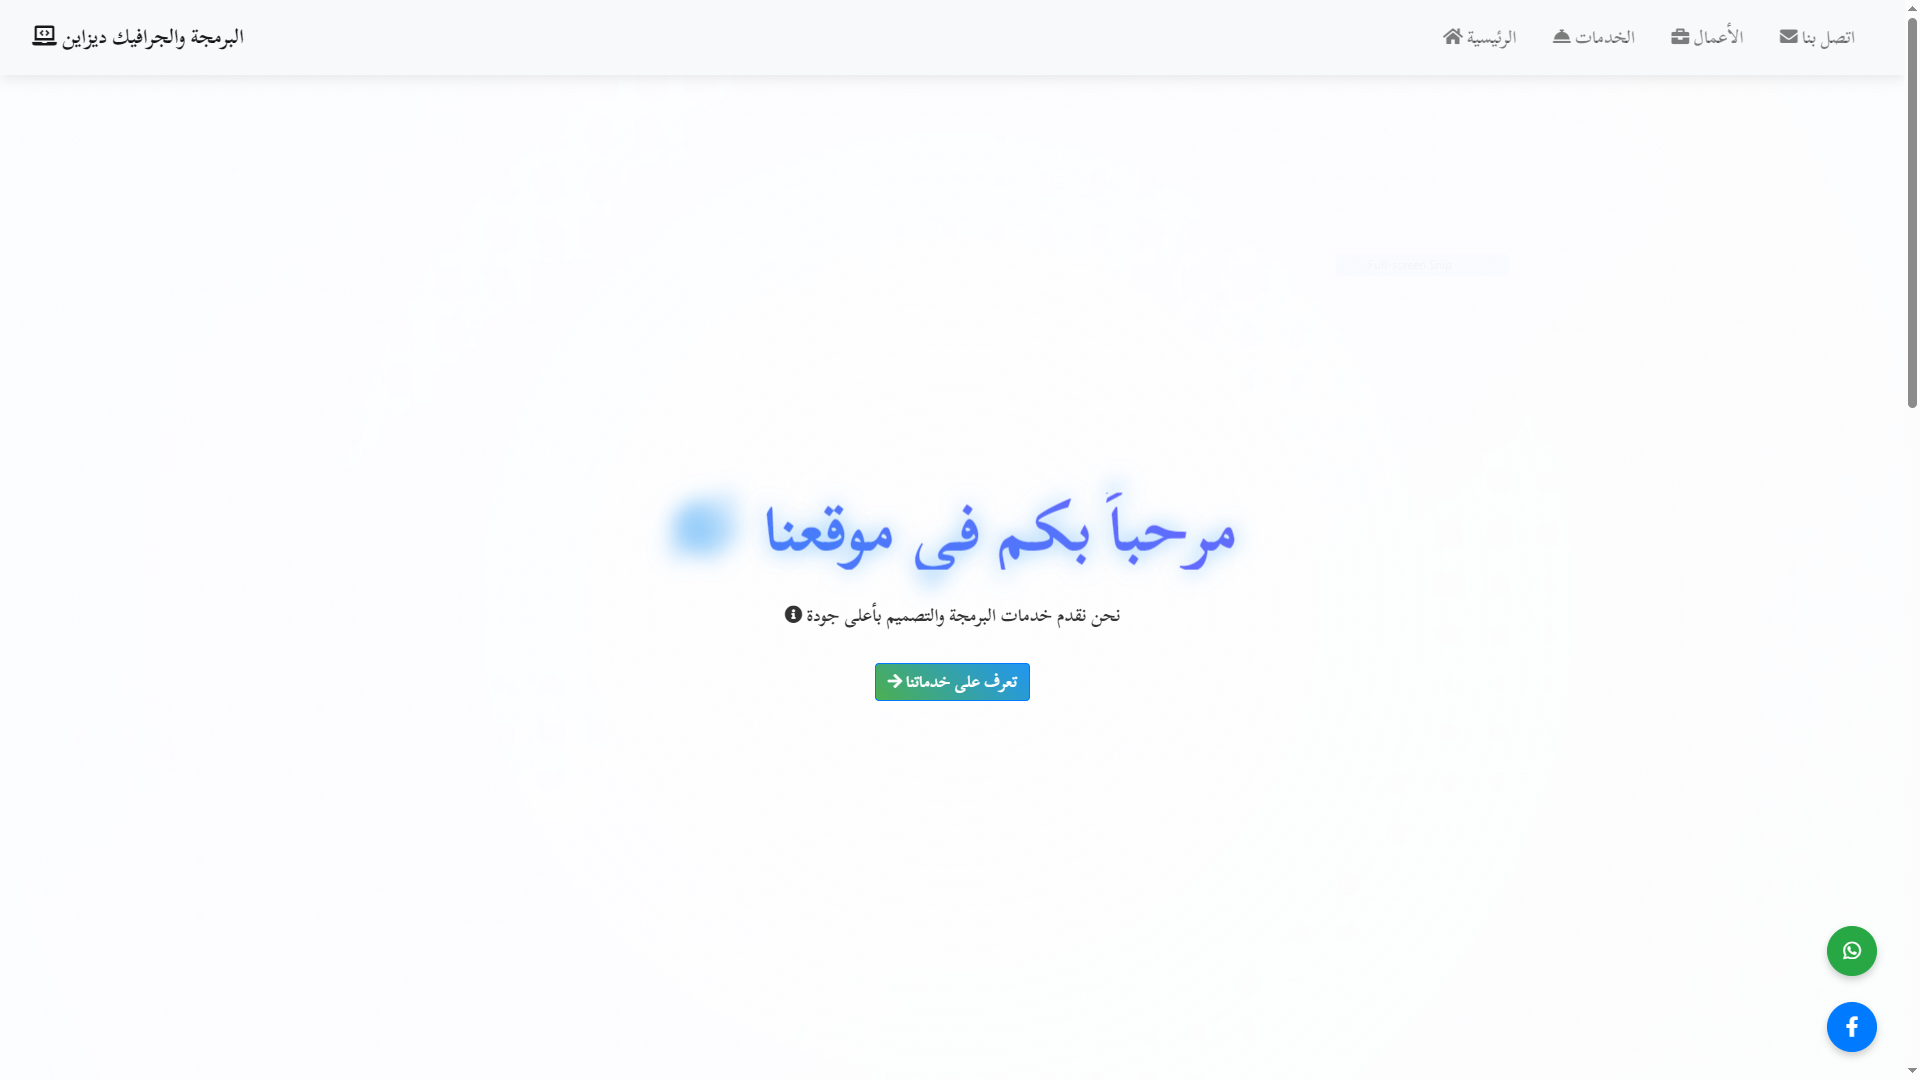 البرمجة والجرافيك ديزاين
الرئيسية
الخدمات
الأعمال
اتصل بنا
مرحباً بكم في موقعنا
نحن نقدم خدمات البرمجة والتصميم بأعلى جودة
تعرف على خدماتنا